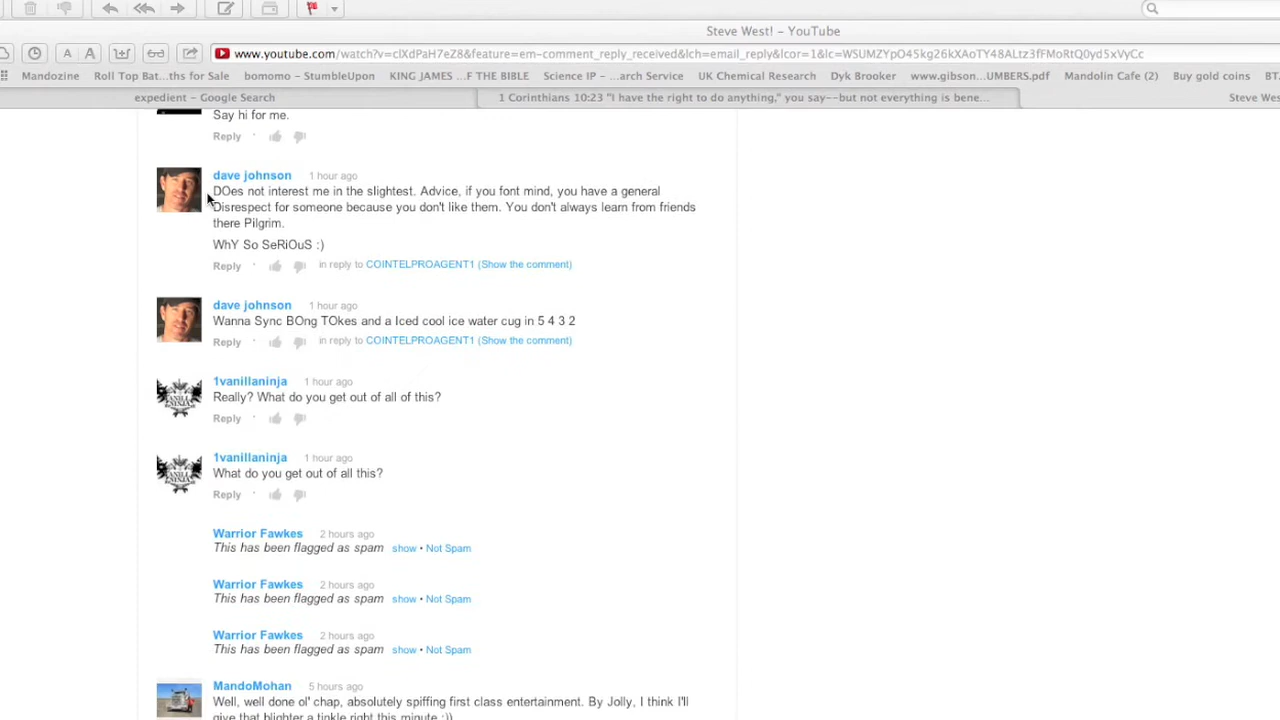 Steve West! – YouTube
www.youtube.com/watch?v=clXdPaH7eZ8&feature=em-comment_reply_received&lch=email_reply&lcor=1&lc=WSUMZYpO45kg26kXAoTY48ALtz3fFMoRtQ0yd5xVyCc
Mandozine Roll Top Bat...ths for Sale bomomo – StumbleUpon KING JAMES ...F THE BIBLE Science IP – ...arch Service UK Chemical Research Dyk Brooker www.gibson....UMBERS.pdf Mandolin Cafe (2) Buy gold coins BT
expedient – Google Search 1 Corinthians 10:23 "I have the right to do anything," you say--but not everything is bene... Steve Wes
Say hi for me.
Reply
dave johnson 1 hour ago
DOes not interest me in the slightest. Advice, if you font mind, you have a general
Disrespect for someone because you don't like them. You don't always learn from friends
there Pilgrim.
WhY So SeRiOuS :)
Reply in reply to COINTELPROAGENT1 (Show the comment)
dave johnson 1 hour ago
Wanna Sync BOng TOkes and a Iced cool ice water cug in 5 4 3 2
Reply in reply to COINTELPROAGENT1 (Show the comment)
1vanillaninja 1 hour ago
Really? What do you get out of all of this?
Reply
1vanillaninja 1 hour ago
What do you get out of all this?
Reply
Warrior Fawkes 2 hours ago
This has been flagged as spam show • Not Spam
Warrior Fawkes 2 hours ago
This has been flagged as spam show • Not Spam
Warrior Fawkes 2 hours ago
This has been flagged as spam show • Not Spam
MandoMohan 5 hours ago
Well, well done ol' chap, absolutely spiffing first class entertainment. By Jolly, I think I'll
give that blighter a tinkle right this minute :))